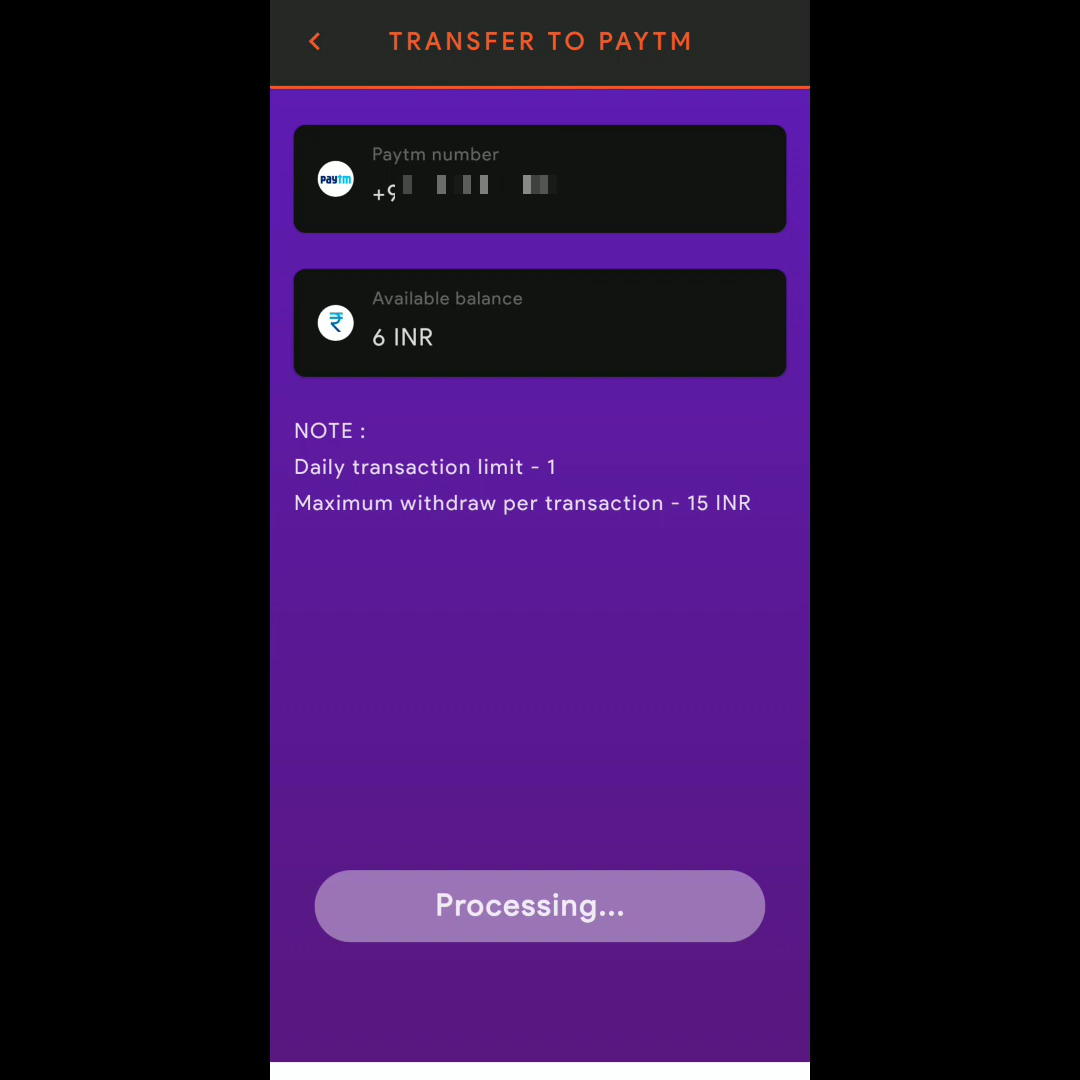 TRANSFER TO PAYTM
Paytm number
paytm
+9
Available balance
₹
6 INR
NOTE :
Daily transaction limit - 1
Maximum withdraw per transaction - 15 INR
Processing...